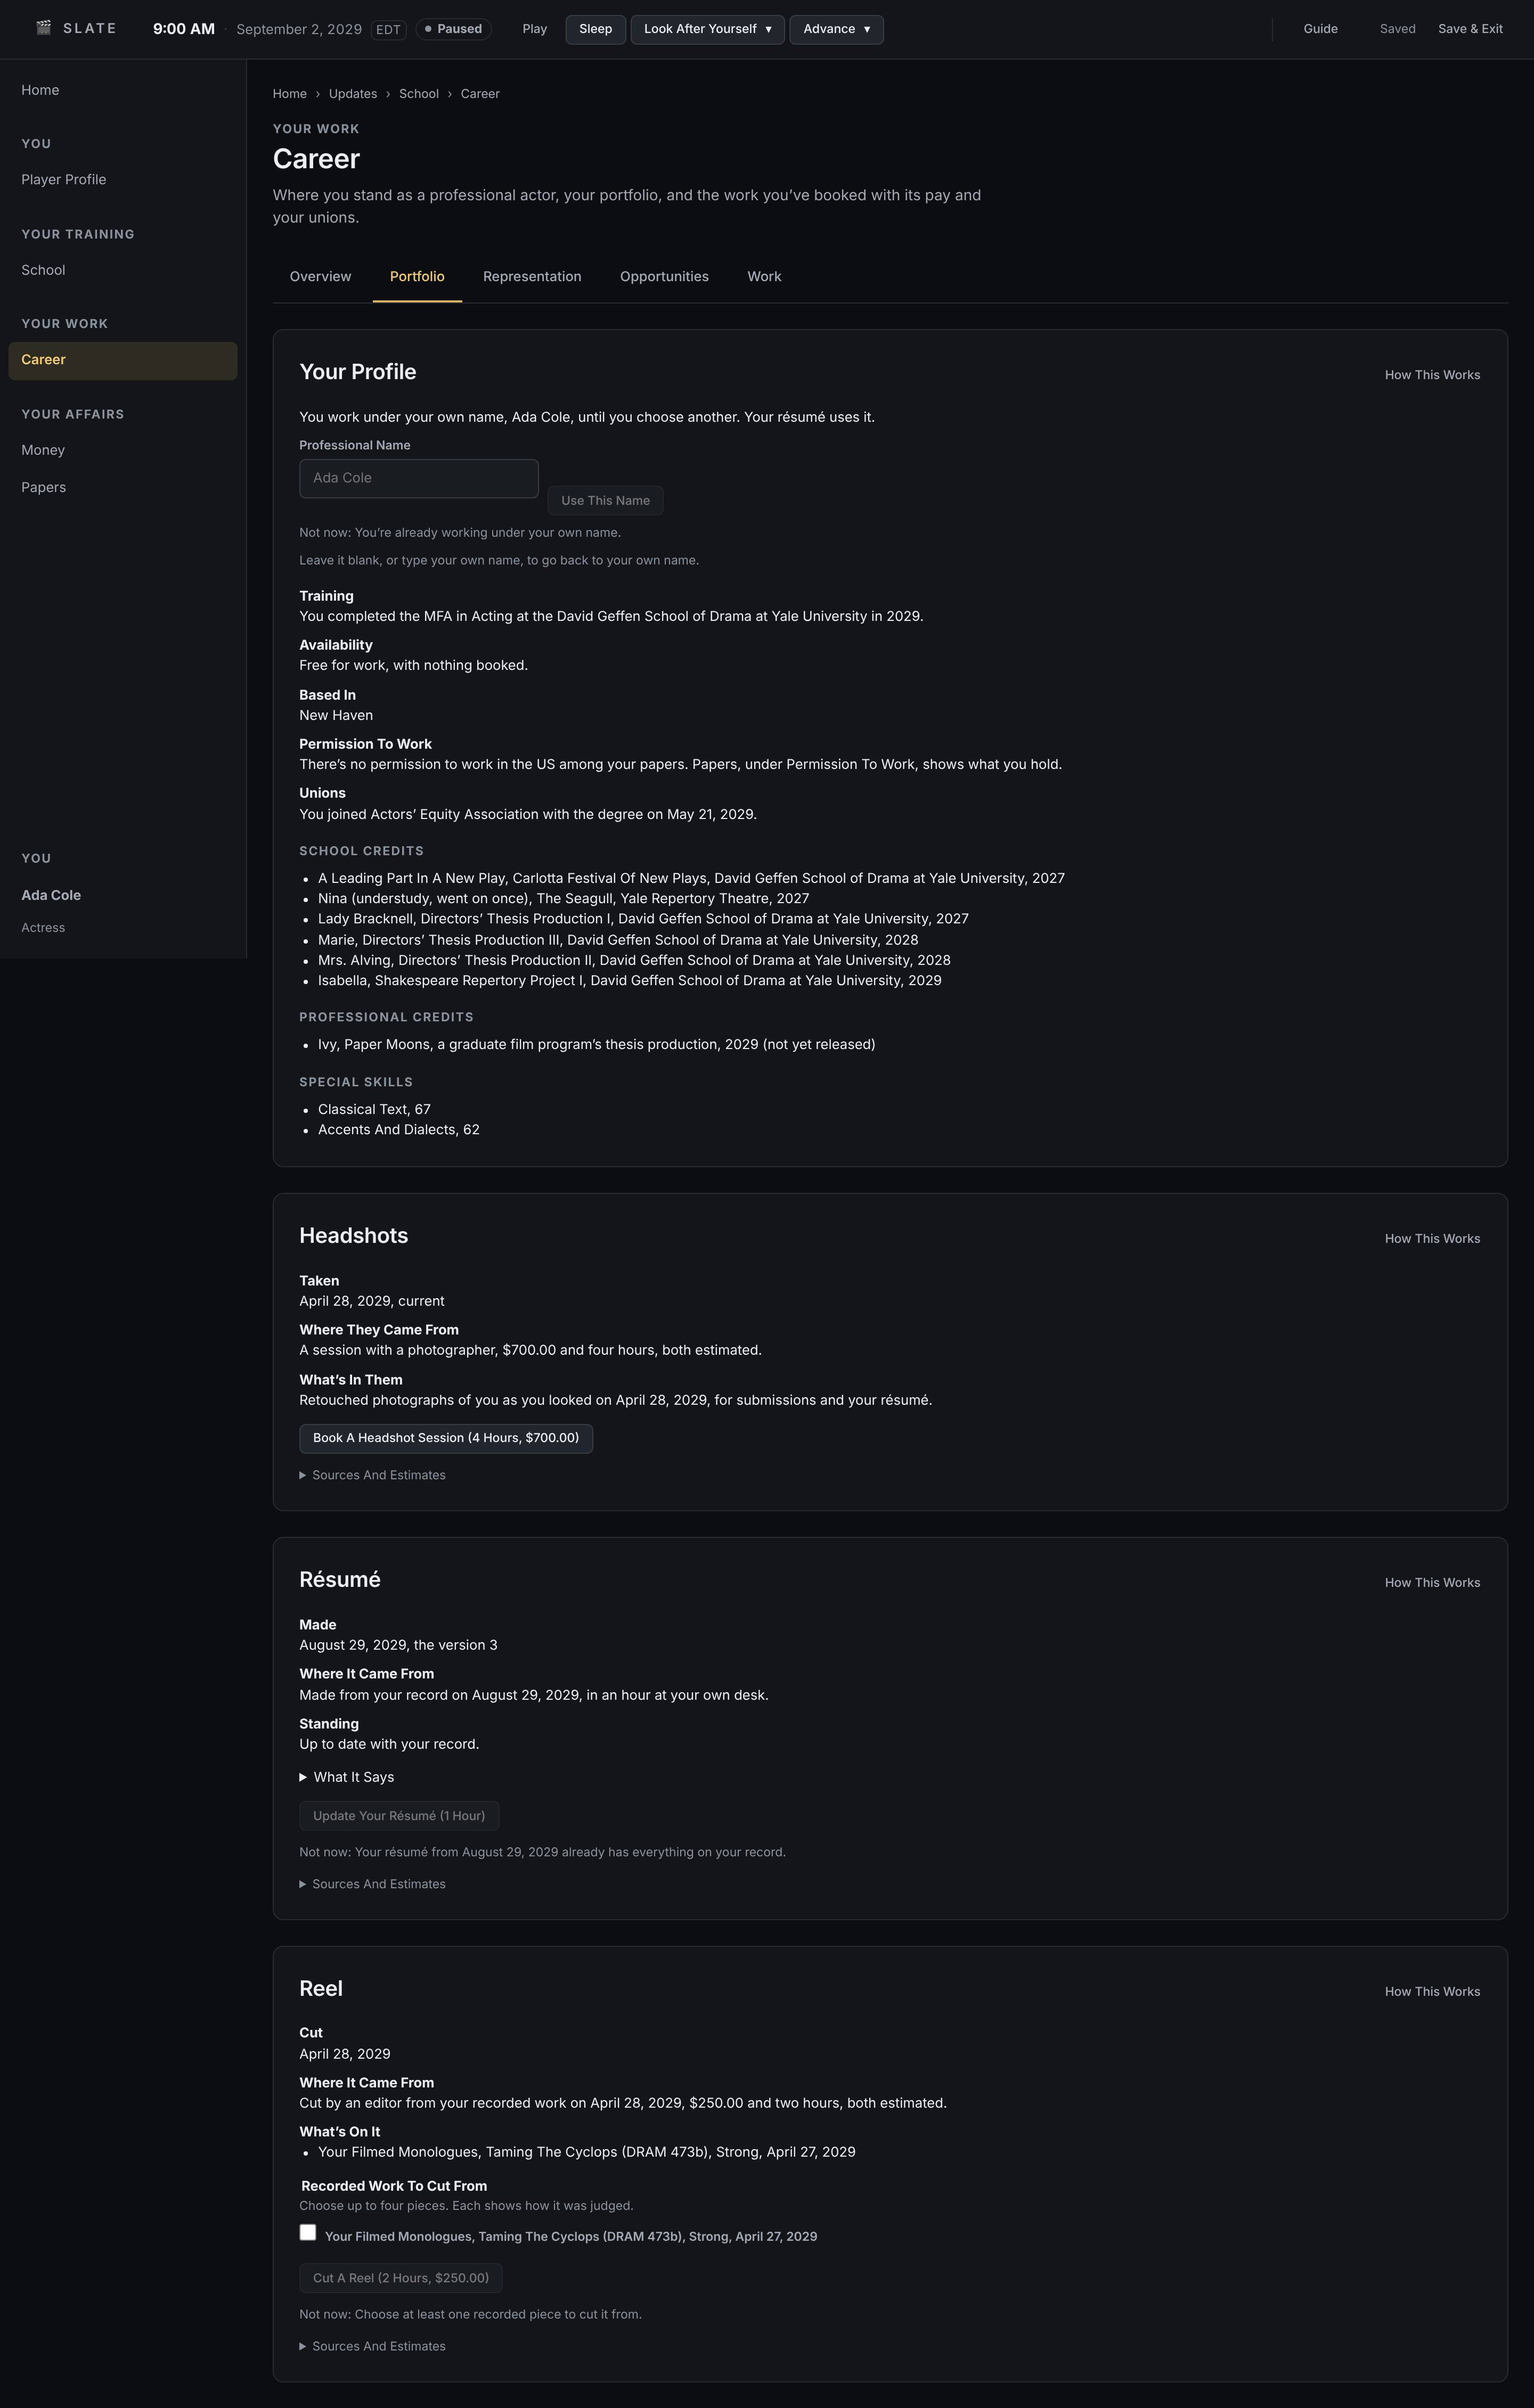 SLATE
9:00 AM · September 2, 2029 EDT Paused Play Sleep Look After Yourself ▾ Advance ▾ Guide Saved Save & Exit
Home
YOU
Player Profile
YOUR TRAINING
School
YOUR WORK
Career
YOUR AFFAIRS
Money
Papers
YOU
Ada Cole
Actress
Home › Updates › School › Career
YOUR WORK
Career
Where you stand as a professional actor, your portfolio, and the work you’ve booked with its pay and
your unions.
Overview Portfolio Representation Opportunities Work
Your Profile
How This Works
You work under your own name, Ada Cole, until you choose another. Your résumé uses it.
Professional Name
Ada Cole
Use This Name
Not now: You’re already working under your own name.
Leave it blank, or type your own name, to go back to your own name.
Training
You completed the MFA in Acting at the David Geffen School of Drama at Yale University in 2029.
Availability
Free for work, with nothing booked.
Based In
New Haven
Permission To Work
There’s no permission to work in the US among your papers. Papers, under Permission To Work, shows what you hold.
Unions
You joined Actors’ Equity Association with the degree on May 21, 2029.
SCHOOL CREDITS
• A Leading Part In A New Play, Carlotta Festival Of New Plays, David Geffen School of Drama at Yale University, 2027
• Nina (understudy, went on once), The Seagull, Yale Repertory Theatre, 2027
• Lady Bracknell, Directors’ Thesis Production I, David Geffen School of Drama at Yale University, 2027
• Marie, Directors’ Thesis Production III, David Geffen School of Drama at Yale University, 2028
• Mrs. Alving, Directors’ Thesis Production II, David Geffen School of Drama at Yale University, 2028
• Isabella, Shakespeare Repertory Project I, David Geffen School of Drama at Yale University, 2029
PROFESSIONAL CREDITS
• Ivy, Paper Moons, a graduate film program’s thesis production, 2029 (not yet released)
SPECIAL SKILLS
• Classical Text, 67
• Accents And Dialects, 62
Headshots
How This Works
Taken
April 28, 2029, current
Where They Came From
A session with a photographer, $700.00 and four hours, both estimated.
What’s In Them
Retouched photographs of you as you looked on April 28, 2029, for submissions and your résumé.
Book A Headshot Session (4 Hours, $700.00)
▶ Sources And Estimates
Résumé
How This Works
Made
August 29, 2029, the version 3
Where It Came From
Made from your record on August 29, 2029, in an hour at your own desk.
Standing
Up to date with your record.
▶ What It Says
Update Your Résumé (1 Hour)
Not now: Your résumé from August 29, 2029 already has everything on your record.
▶ Sources And Estimates
Reel
How This Works
Cut
April 28, 2029
Where It Came From
Cut by an editor from your recorded work on April 28, 2029, $250.00 and two hours, both estimated.
What’s On It
• Your Filmed Monologues, Taming The Cyclops (DRAM 473b), Strong, April 27, 2029
Recorded Work To Cut From
Choose up to four pieces. Each shows how it was judged.
Your Filmed Monologues, Taming The Cyclops (DRAM 473b), Strong, April 27, 2029
Cut A Reel (2 Hours, $250.00)
Not now: Choose at least one recorded piece to cut it from.
▶ Sources And Estimates